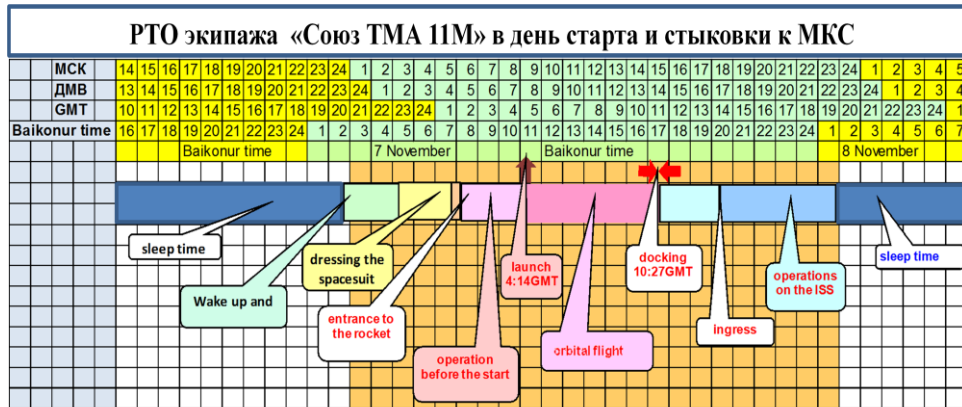 РТО экипажа «Союз ТМА 11М» в день старта и стыковки к МКС
МСК 14 15 16 17 18 19 20 21 22 23 24 1 2 3 4 5 6 7 8 9 10 11 12 13 14 15 16 17 18 19 20 21 22 23 24 1 2 3 4 5
ДМВ 13 14 15 16 17 18 19 20 21 22 23 24 1 2 3 4 5 6 7 8 9 10 11 12 13 14 15 16 17 18 19 20 21 22 23 24 1 2 3 4
GMT 10 11 12 13 14 15 16 17 18 19 20 21 22 23 24 1 2 3 4 5 6 7 8 9 10 11 12 13 14 15 16 17 18 19 20 21 22 23 24 1
Baikonur time 16 17 18 19 20 21 22 23 24 1 2 3 4 5 6 7 8 9 10 11 12 13 14 15 16 17 18 19 20 21 22 23 24 1 2 3 4 5 6 7
Baikonur time 7 November Baikonur time 8 November
sleep time
Wake up and
dressing the
spacesuit
entrance to
the rocket
operation
before the start
launch
4:14GMT
orbital flight
docking
10:27GMT
ingress
operations
on the ISS
sleep time